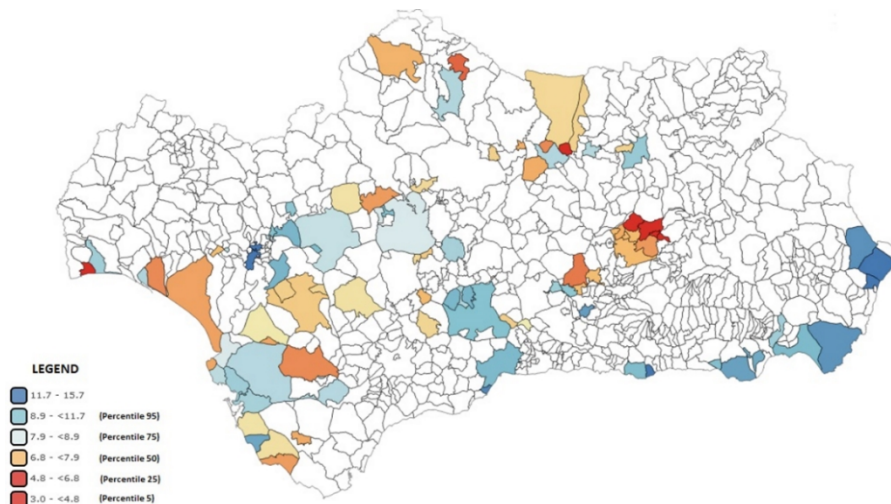 LEGEND
11.7 - 15.7
8.9 - <11.7 (Percentile 95)
7.9 - <8.9 (Percentile 75)
6.8 - <7.9 (Percentile 50)
4.8 - <6.8 (Percentile 25)
3.0 - <4.8 (Percentile 5)